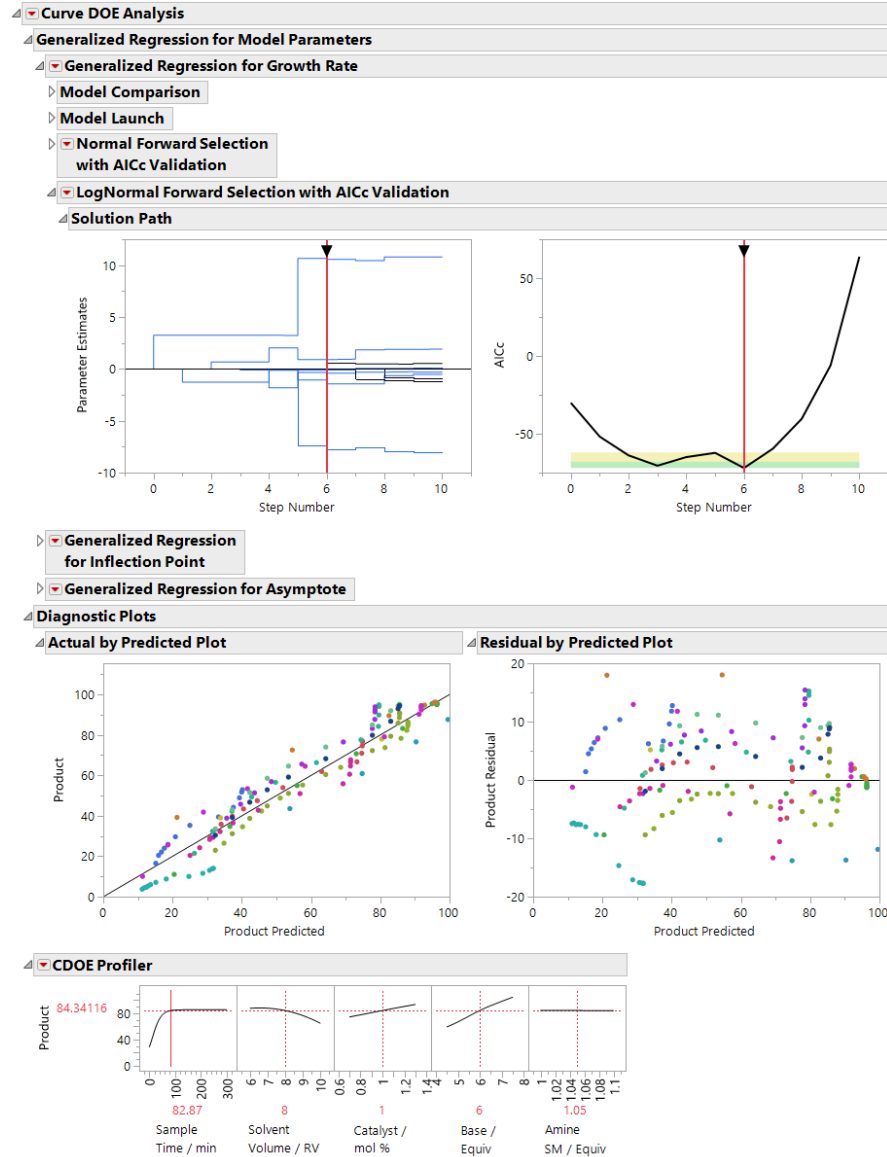 Curve DOE Analysis
Generalized Regression for Model Parameters
Generalized Regression for Growth Rate
Model Comparison
Model Launch
Normal Forward Selection
with AICc Validation
LogNormal Forward Selection with AICc Validation
Solution Path
Parameter Estimates
10
5
0
-5
-10
0 2 4 6 8 10
Step Number
AICc
50
0
-50
0 2 4 6 8 10
Step Number
Generalized Regression
for Inflection Point
Generalized Regression for Asymptote
Diagnostic Plots
Actual by Predicted Plot
Product
100
80
60
40
20
0
0 20 40 60 80 100
Product Predicted
Residual by Predicted Plot
Product Residual
20
10
0
-10
-20
0 20 40 60 80 100
Product Predicted
CDOE Profiler
Product
84.34116
80
40
0
0 100 200 300
82.87
Sample
Time / min
6 7 8 9 10
8
Solvent
Volume / RV
0.6 0.8 1 1.2 1.4
1
Catalyst /
mol %
4 5 6 7 8
6
Base /
Equiv
1 1.02 1.04 1.06 1.08 1.1
1.05
Amine
SM / Equiv